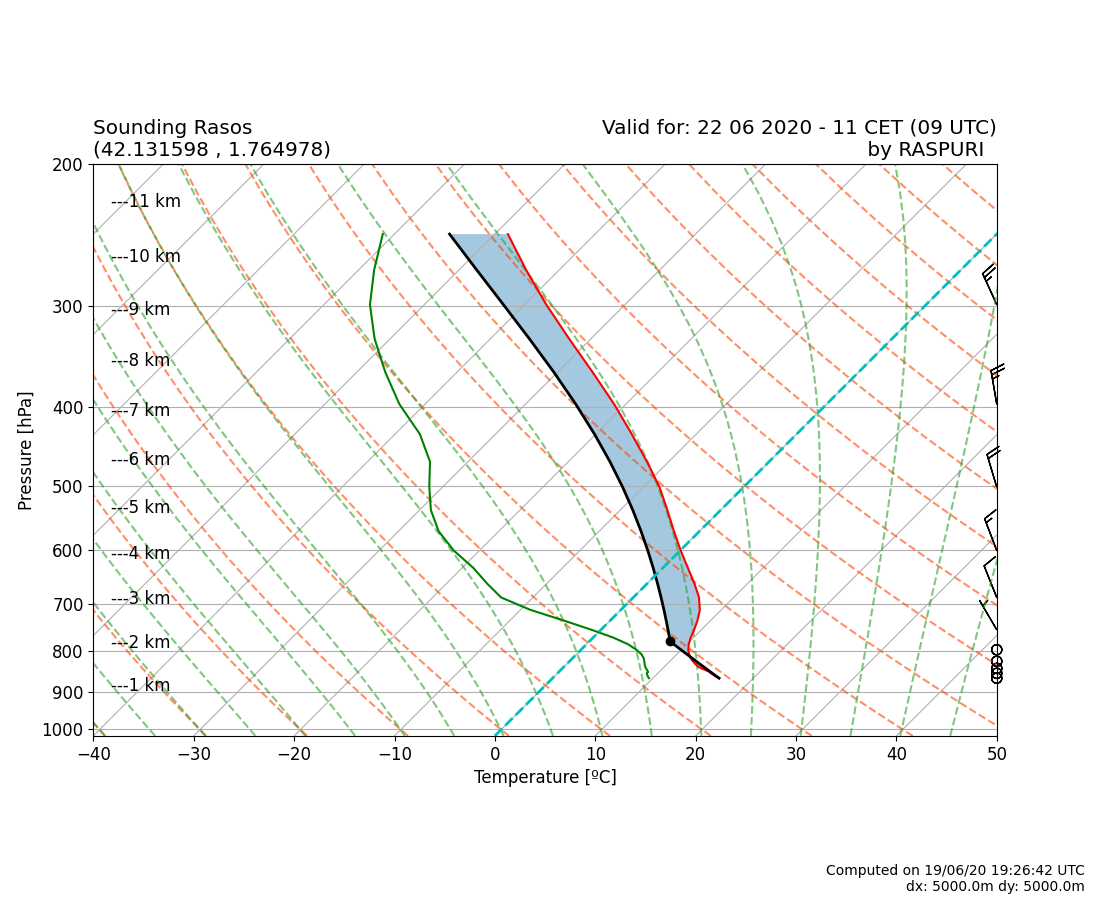 Sounding Rasos
(42.131598 , 1.764978)
Valid for: 22 06 2020 - 11 CET (09 UTC)
by RASPURI
200
---11 km
---10 km
300
---9 km
---8 km
400
---7 km
---6 km
500
---5 km
600
---4 km
700
---3 km
800
---2 km
900
---1 km
1000
Pressure [hPa]
−40 −30 −20 −10 0 10 20 30 40 50
Temperature [ºC]
Computed on 19/06/20 19:26:42 UTC
dx: 5000.0m dy: 5000.0m